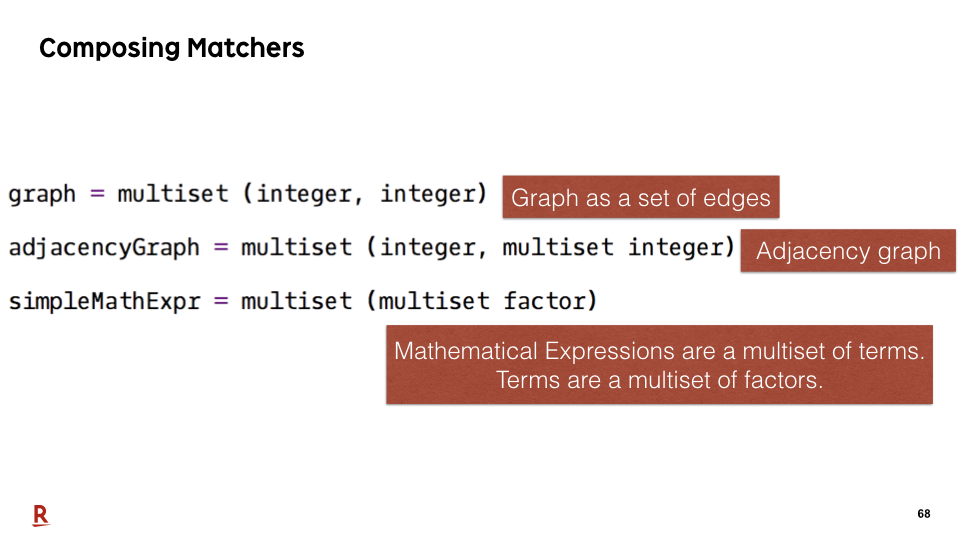 Composing Matchers
graph = multiset (integer, integer)
Graph as a set of edges
adjacencyGraph = multiset (integer, multiset integer)
Adjacency graph
simpleMathExpr = multiset (multiset factor)
Mathematical Expressions are a multiset of terms.
Terms are a multiset of factors.
R
68